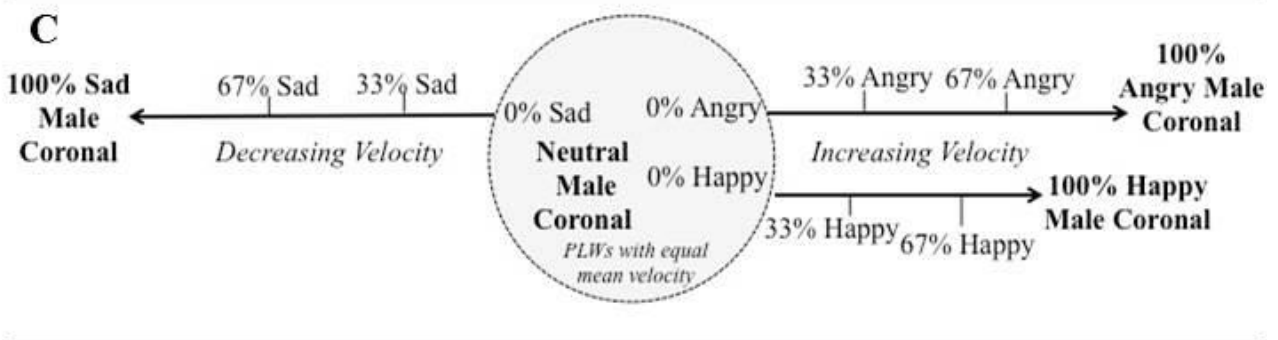 C
100% Sad
Male
Coronal
67% Sad
33% Sad
Decreasing Velocity
0% Sad
0% Angry
Neutral
Male
Coronal
0% Happy
PLWs with equal
mean velocity
33% Angry
67% Angry
Increasing Velocity
33% Happy
67% Happy
100%
Angry Male
Coronal
100% Happy
Male Coronal